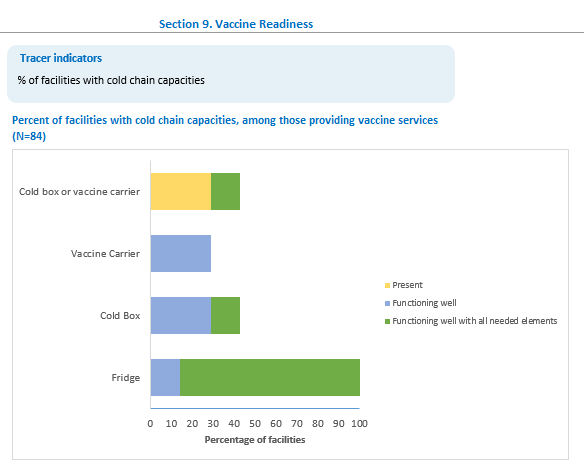 Section 9. Vaccine Readiness
Tracer indicators
% of facilities with cold chain capacities
Percent of facilities with cold chain capacities, among those providing vaccine services
(N=84)
Cold box or vaccine carrier
Vaccine Carrier
Cold Box
Fridge
Present
Functioning well
Functioning well with all needed elements
0 10 20 30 40 50 60 70 80 90 100
Percentage of facilities